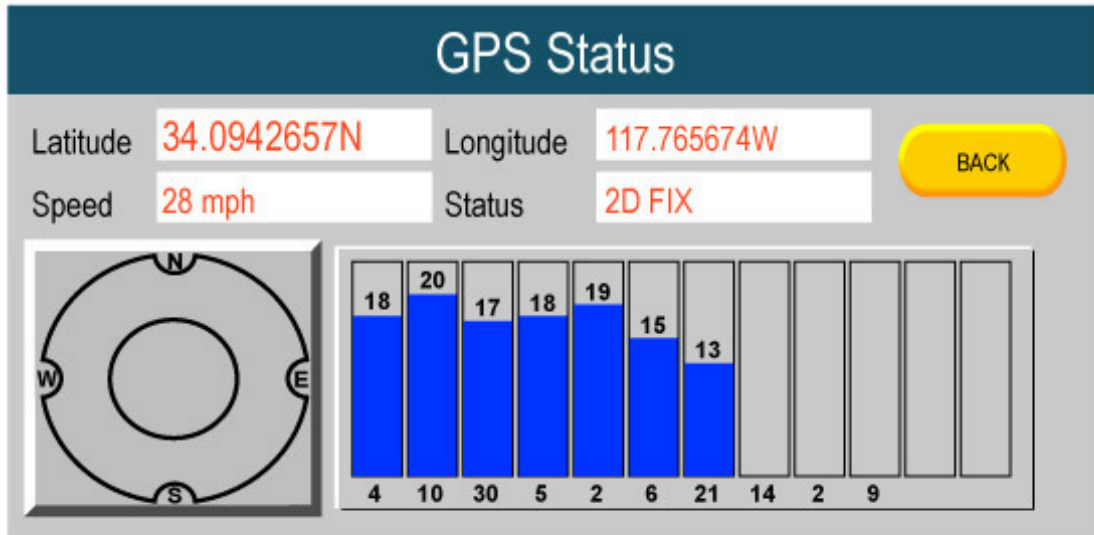 GPS Status
Latitude 34.0942657N Longitude 117.765674W
BACK
Speed 28 mph Status 2D FIX
N
W E
S
18 20 17 18 19 15 13
4 10 30 5 2 6 21 14 2 9